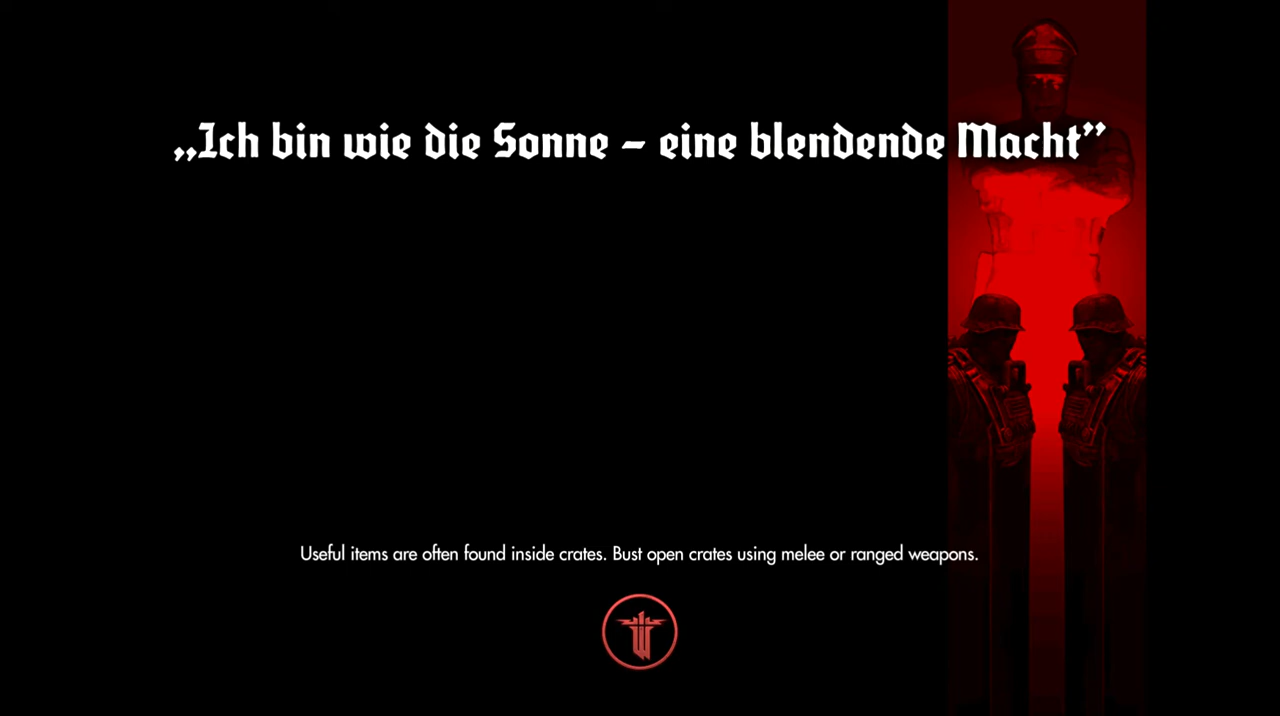 „Ich bin wie die Sonne – eine blendende Macht”
Useful items are often found inside crates. Bust open crates using melee or ranged weapons.